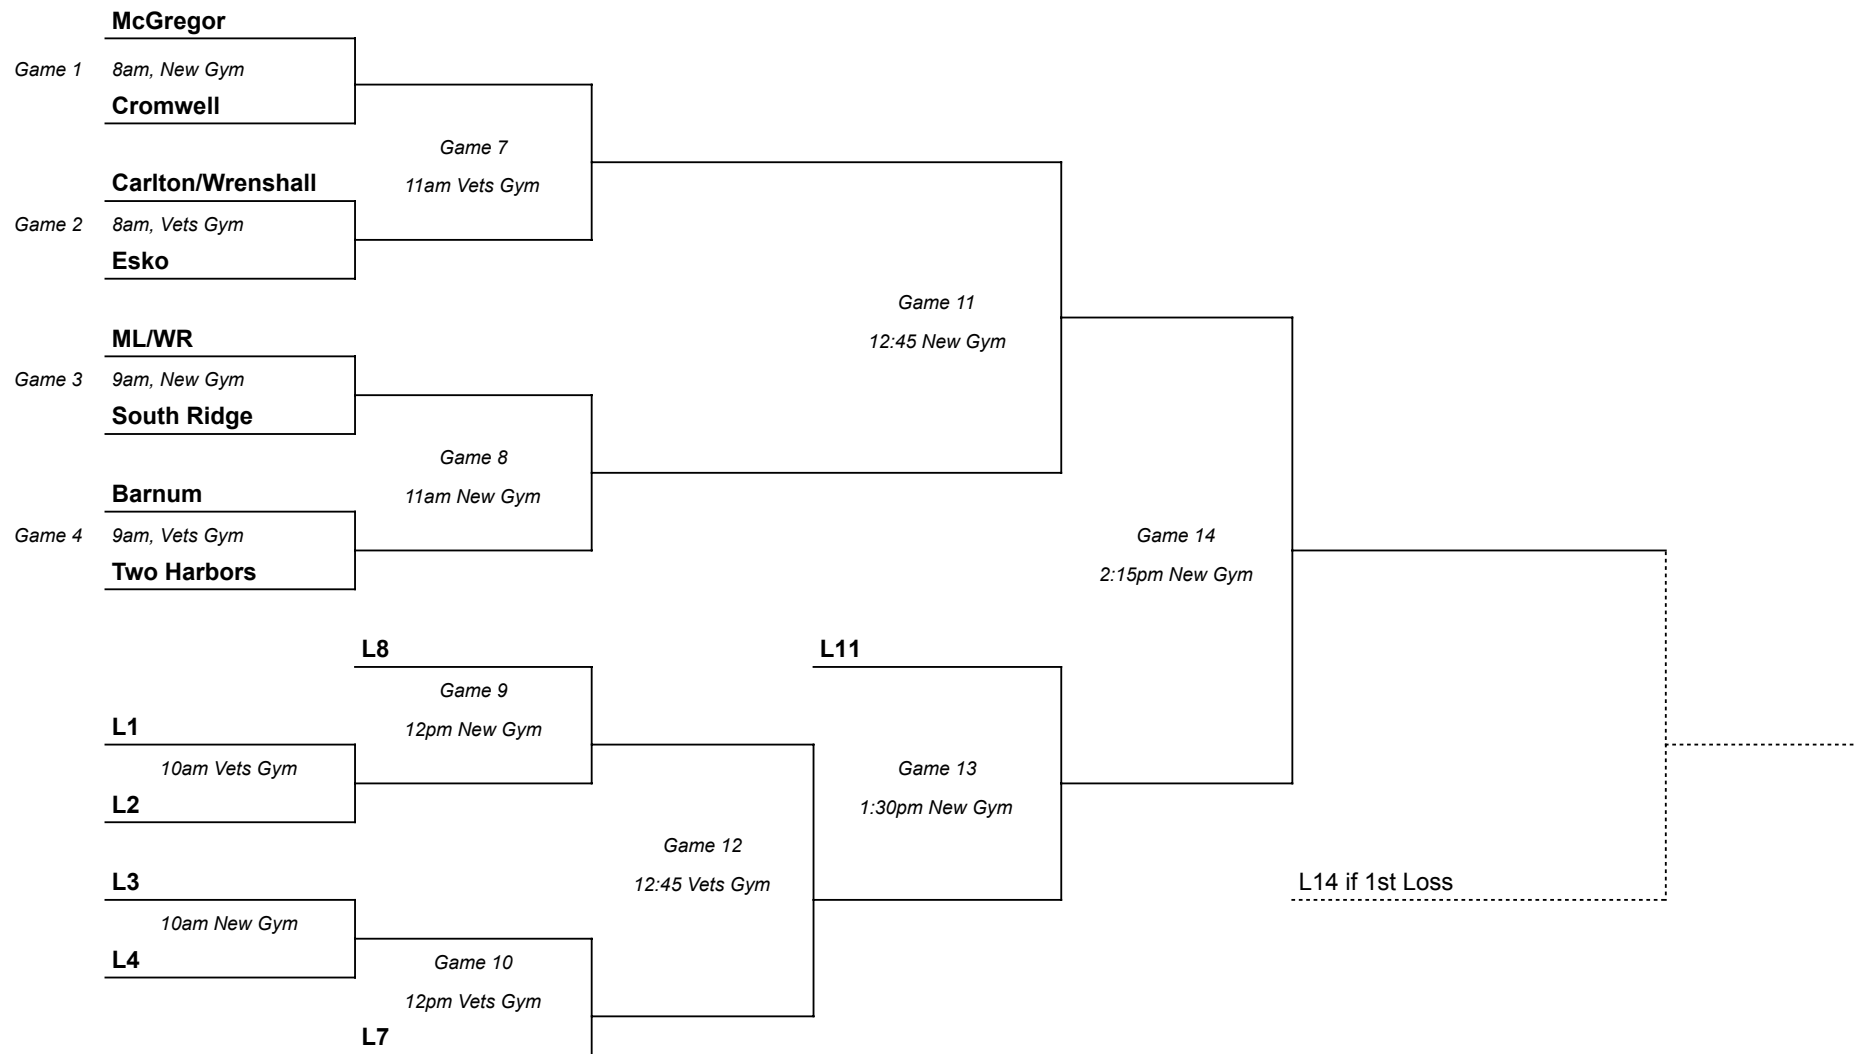 McGregor
Game 1 8am, New Gym
Cromwell
Game 7
11am Vets Gym
Carlton/Wrenshall
Game 2 8am, Vets Gym
Esko
Game 11
12:45 New Gym
ML/WR
Game 3 9am, New Gym
South Ridge
Game 8
11am New Gym
Barnum
Game 4 9am, Vets Gym
Two Harbors
Game 14
2:15pm New Gym
L8
Game 9
12pm New Gym
L1
10am Vets Gym
L2
L11
Game 13
1:30pm New Gym
Game 12
12:45 Vets Gym
L3
10am New Gym
L4
Game 10
12pm Vets Gym
L7
L14 if 1st Loss